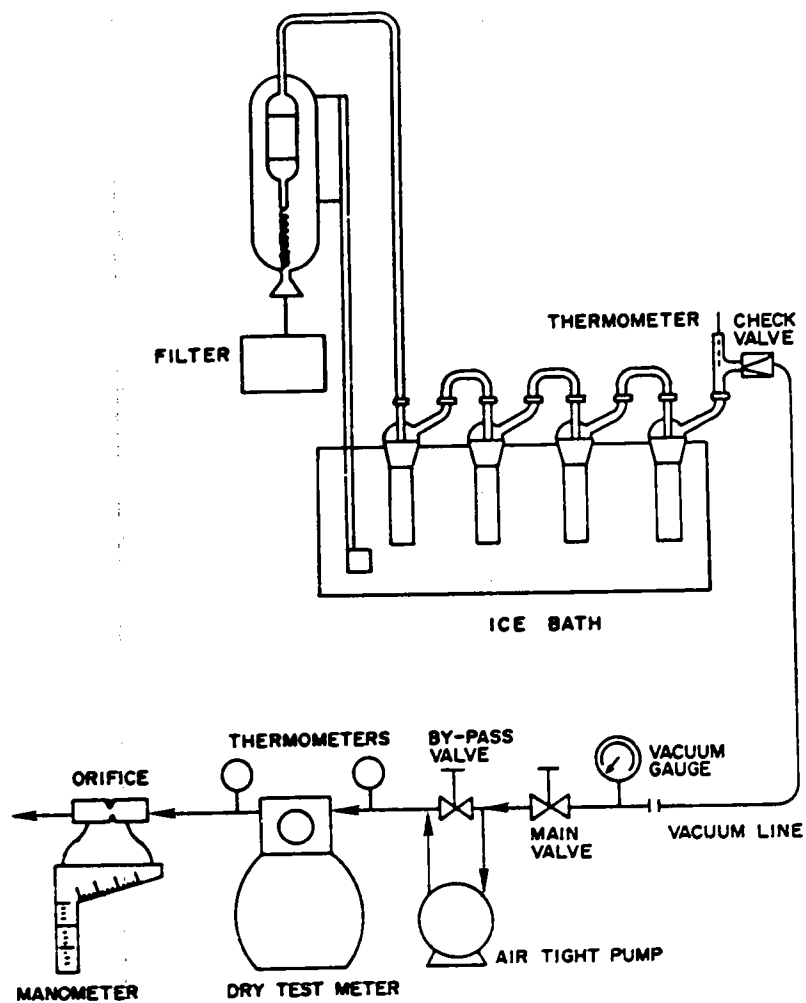 THERMOMETER
CHECK
VALVE
FILTER
ICE BATH
THERMOMETERS
BY-PASS
VALVE
VACUUM
GAUGE
ORIFICE
MAIN
VALVE
VACUUM LINE
AIR TIGHT PUMP
MANOMETER
DRY TEST METER